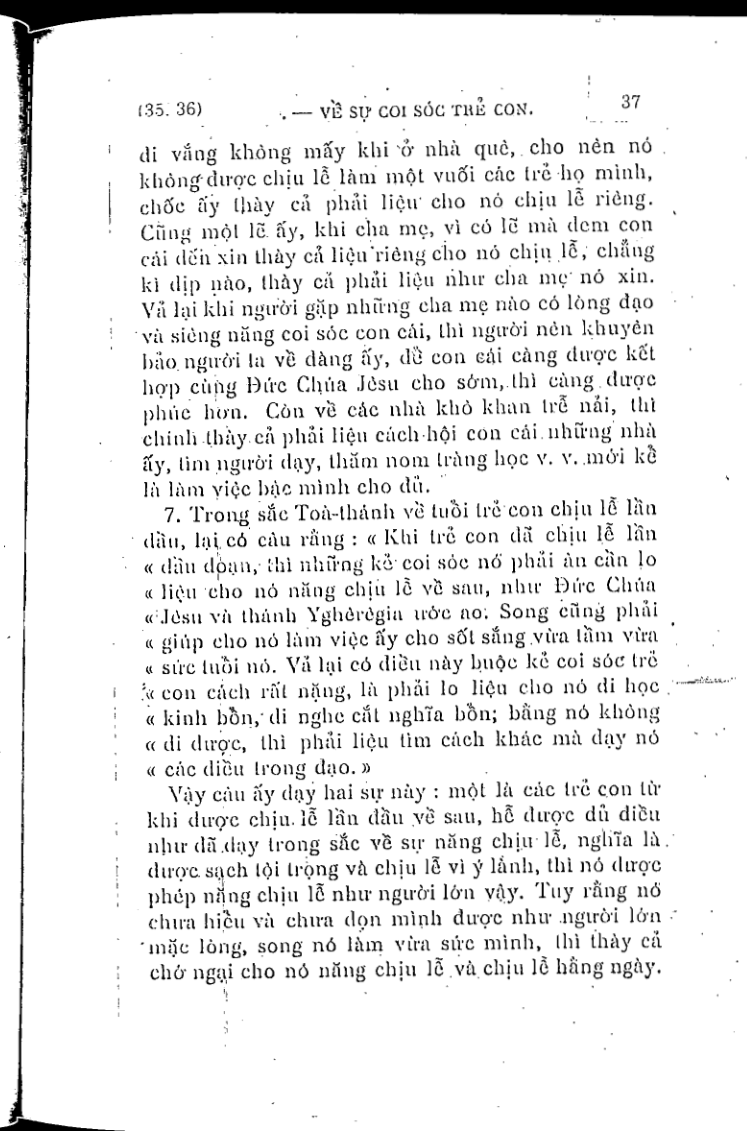 (35. 36) . — VỀ SỰ COI SÓC TRẺ CON. 37
đi vắng không mấy khi ở nhà quê, cho nên nó
không được chịu lễ làm một vuối các trẻ họ mình,
chốc ấy thày cả phải liệu cho nó chịu lễ riêng.
Cũng một lẽ ấy, khi cha mẹ, vì có lẽ mà đem con
cái đến xin thày cả liệu riêng cho nó chịu lễ, chẳng
kì dịp nào, thày cả phải liệu như cha mẹ nó xin.
Vả lại khi người gặp những cha mẹ nào có lòng đạo
và siêng năng coi sóc con cái, thì người nên khuyên
bảo người ta về đàng ấy, để con cái càng được kết
hợp cùng Đức Chúa Jêsu cho sớm, thì càng được
phúc hơn. Còn về các nhà khô khan trễ nải, thì
chính thày cả phải liệu cách hội con cái những nhà
ấy, tìm người dạy, thăm nom tràng học v. v. mới kể
là làm việc bậc mình cho đủ.
7. Trong sắc Toà-thánh về tuổi trẻ con chịu lễ lần
đầu, lại có câu rằng : « Khi trẻ con đã chịu lễ lần
« đầu đoạn, thì những kẻ coi sóc nó phải ân cần lo
« liệu cho nó năng chịu lễ về sau, như Đức Chúa
« Jêsu và thánh Yghêrêgia ước ao. Song cũng phải
« giúp cho nó làm việc ấy cho sốt sắng vừa tầm vừa
« sức tuổi nó. Vả lại có điều này buộc kẻ coi sóc trẻ
« con cách rất nặng, là phải lo liệu cho nó đi học
« kinh bổn, đi nghe cắt nghĩa bổn; bằng nó không
« đi được, thì phải liệu tìm cách khác mà dạy nó
« các điều trong đạo. »
Vậy câu ấy dạy hai sự này : một là các trẻ con từ
khi được chịu lễ lần đầu về sau, hễ được đủ điều
như đã dạy trong sắc về sự năng chịu lễ, nghĩa là
được sạch tội trọng và chịu lễ vì ý lành, thì nó được
phép năng chịu lễ như người lớn vậy. Tuy rằng nó
chưa hiểu và chưa dọn mình được như người lớn
mặc lòng, song nó làm vừa sức mình, thì thày cả
chớ ngại cho nó năng chịu lễ và chịu lễ hằng ngày.